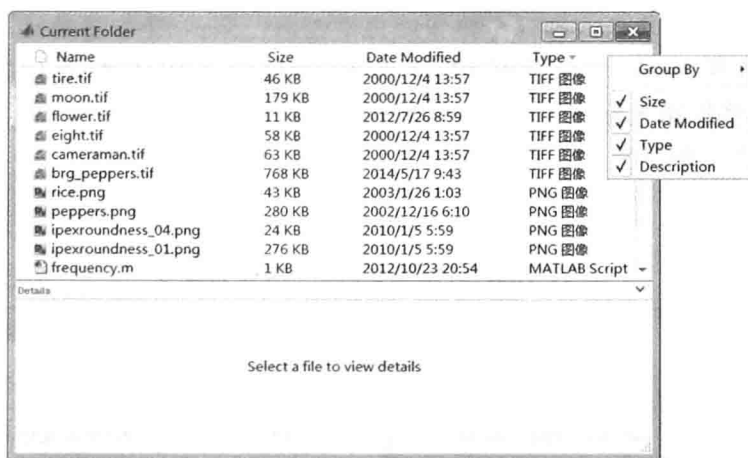 Current Folder
Name Size Date Modified Type
tire.tif 46 KB 2000/12/4 13:57 TIFF 图像
moon.tif 179 KB 2000/12/4 13:57 TIFF 图像
flower.tif 11 KB 2012/7/26 8:59 TIFF 图像
eight.tif 58 KB 2000/12/4 13:57 TIFF 图像
cameraman.tif 63 KB 2000/12/4 13:57 TIFF 图像
brg_peppers.tif 768 KB 2014/5/17 9:43 TIFF 图像
rice.png 43 KB 2003/1/26 1:03 PNG 图像
peppers.png 280 KB 2002/12/16 6:10 PNG 图像
ipexroundness_04.png 24 KB 2010/1/5 5:59 PNG 图像
ipexroundness_01.png 276 KB 2010/1/5 5:59 PNG 图像
frequency.m 1 KB 2012/10/23 20:54 MATLAB Script
Group By
Size
Date Modified
Type
Description
Details
Select a file to view details